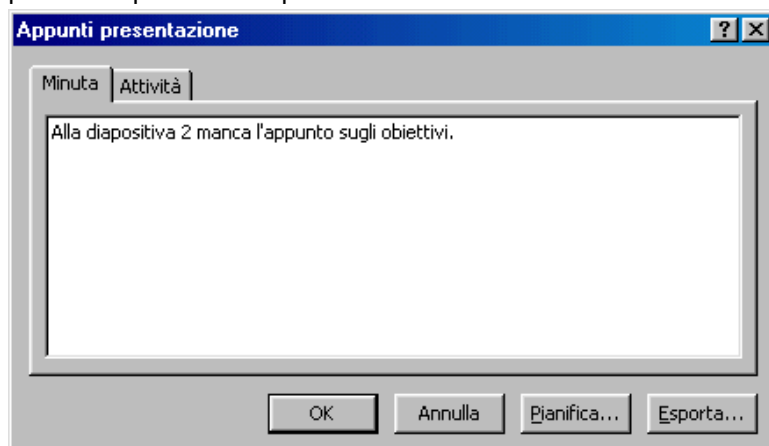 Appunti presentazione
Minuta
Attività
Alla diapositiva 2 manca l'appunto sugli obiettivi.
OK
Annulla
Pianifica...
Esporta...